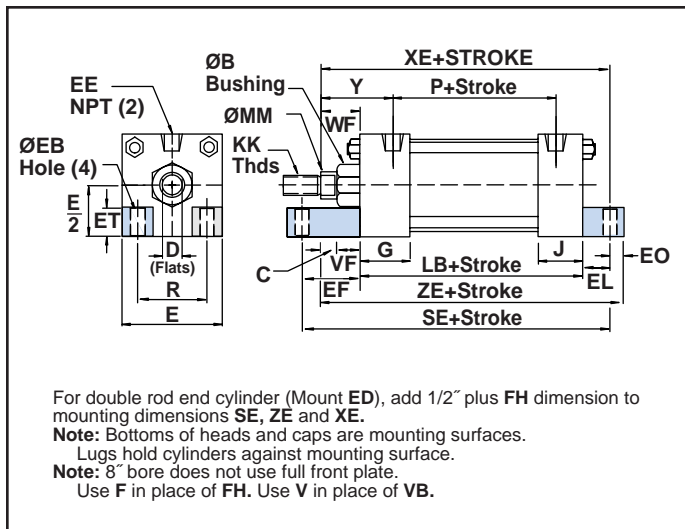 XE+STROKE
ØB
Bushing
Y
P+Stroke
EE
NPT (2)
ØMM
WF
KK
Thds
ØEB
Hole (4)
E
2
ET
D
(Flats)
R
E
C
VF
EF
G
J
EO
EL
LB+Stroke
ZE+Stroke
SE+Stroke
For double rod end cylinder (Mount ED), add 1/2˝ plus FH dimension to
mounting dimensions SE, ZE and XE.
Note: Bottoms of heads and caps are mounting surfaces.
Lugs hold cylinders against mounting surface.
Note: 8˝ bore does not use full front plate.
Use F in place of FH. Use V in place of VB.